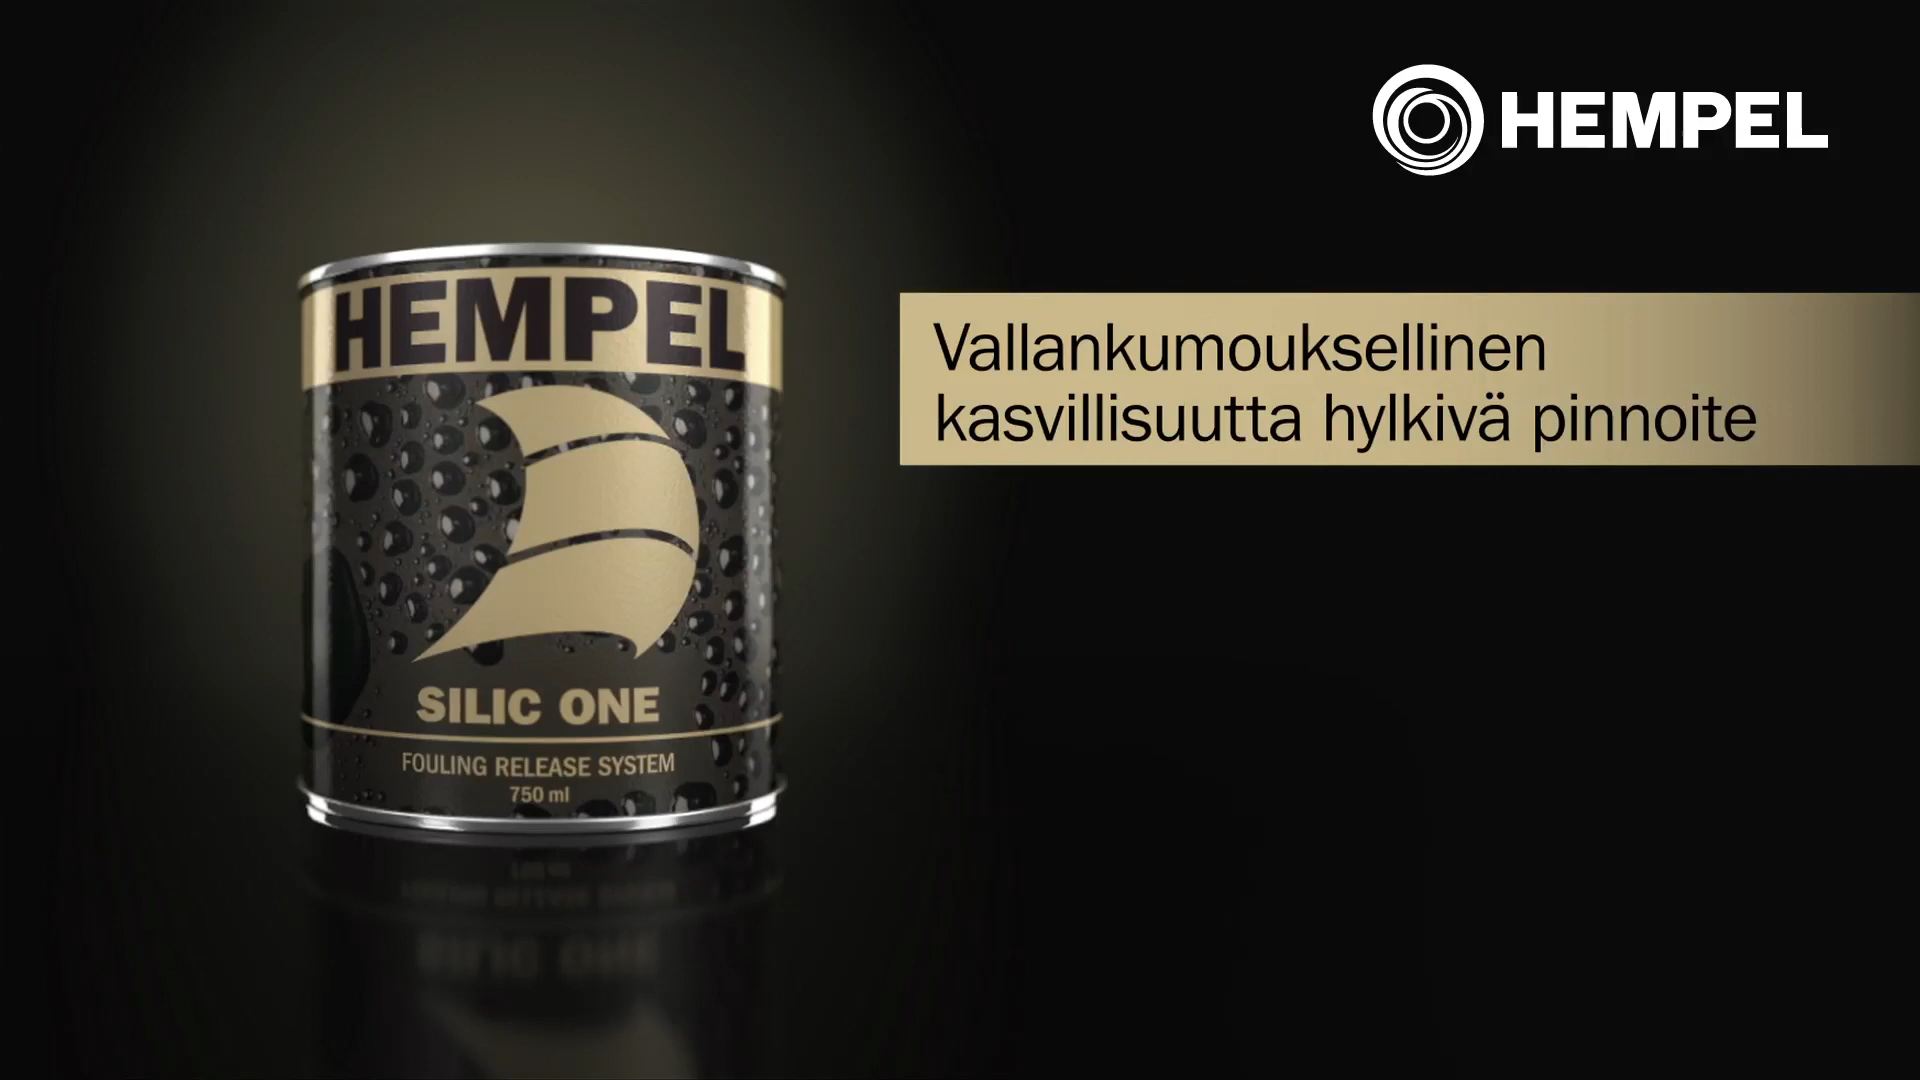 HEMPEL
Vallankumouksellinen
kasvillisuutta hylkivä pinnoite
HEMPEL
SILIC ONE
FOULING RELEASE SYSTEM
750 ml